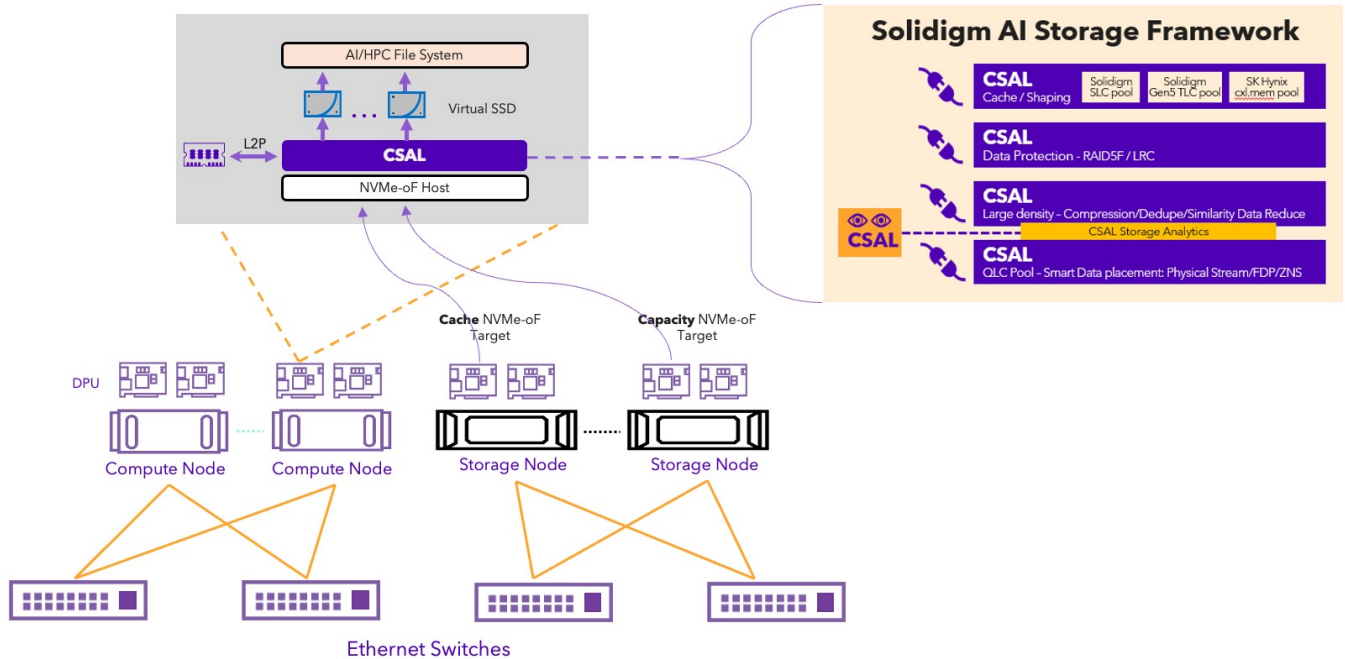 AI/HPC File System
Virtual SSD
L2P
CSAL
NVMe-oF Host
Solidigm AI Storage Framework
CSAL
Cache / Shaping
Solidigm
SLC pool
Solidigm
Gen5 TLC pool
SK Hynix
cxl.mem pool
CSAL
Data Protection - RAID5F / LRC
CSAL
Large density – Compression/Dedupe/Similarity Data Reduce
CSAL
CSAL Storage Analytics
CSAL
QLC Pool – Smart Data placement: Physical Stream/FDP/ZNS
Cache NVMe-oF
Target
Capacity NVMe-oF
Target
DPU
Compute Node
Compute Node
Storage Node
Storage Node
Ethernet Switches